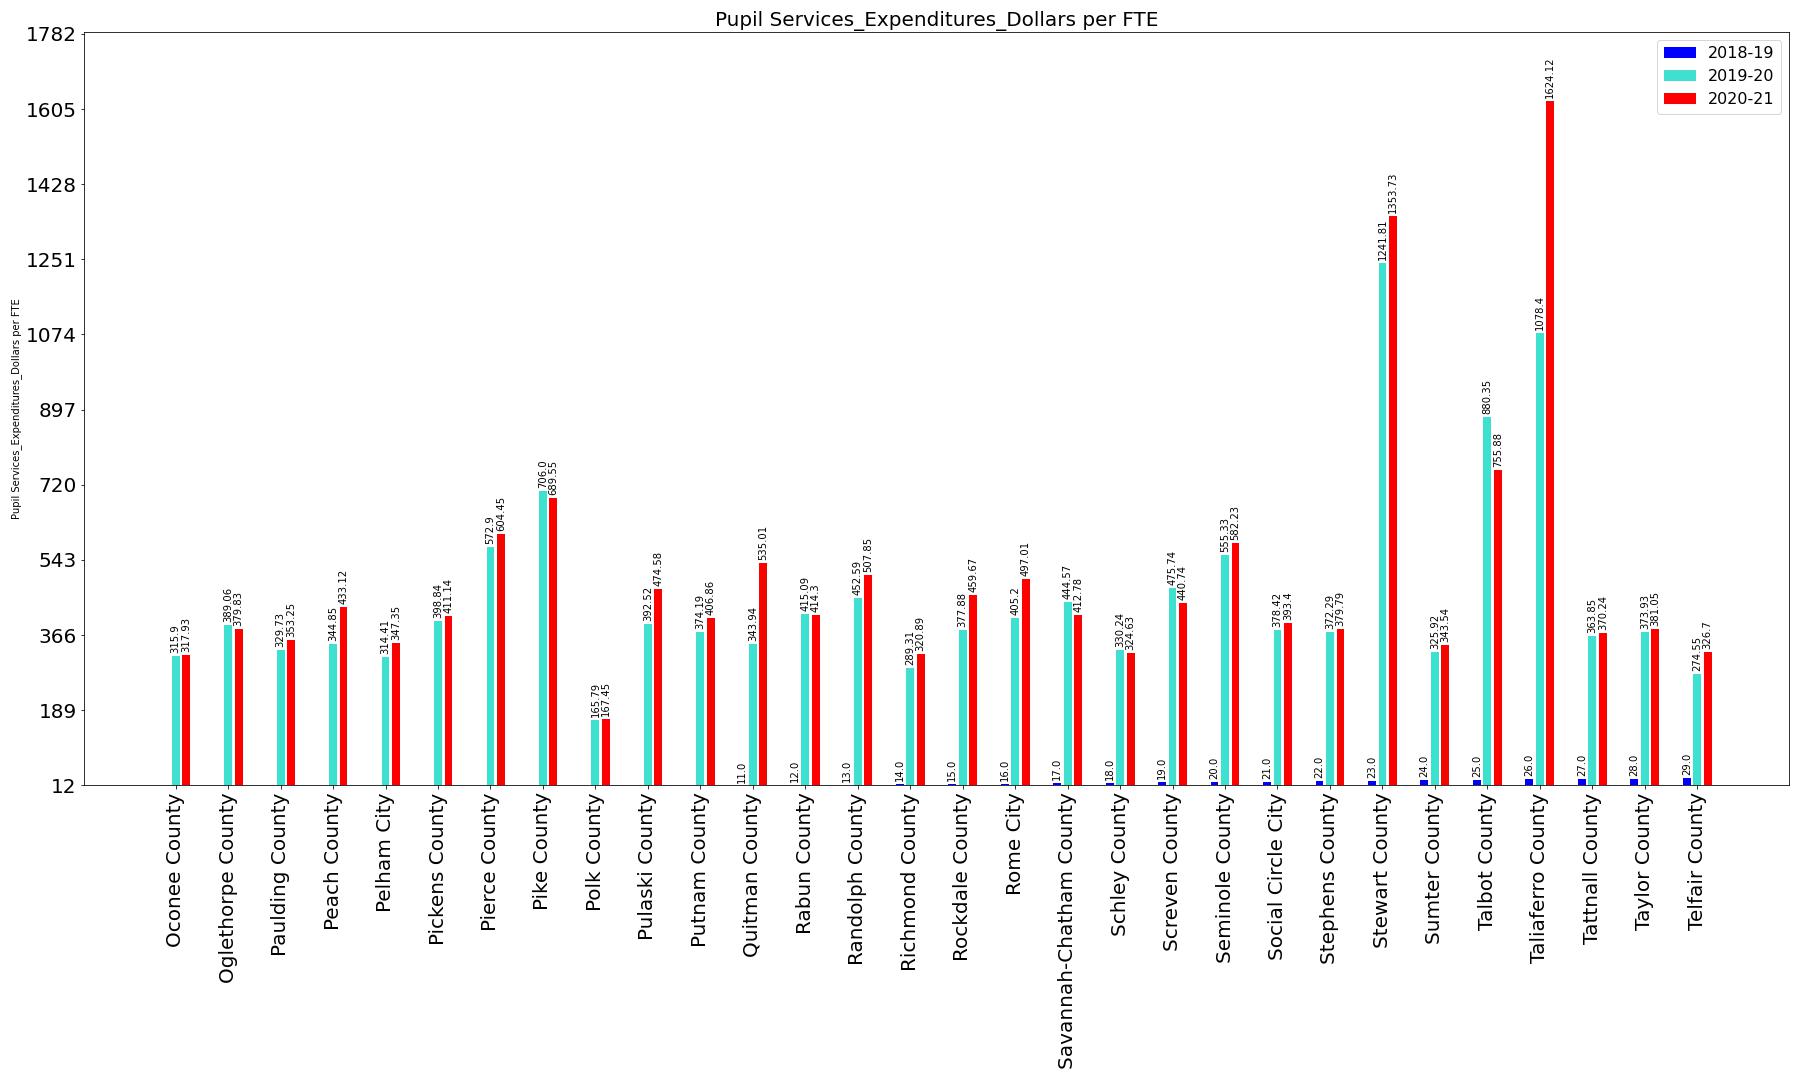 Pupil Services_Expenditures_Dollars per FTE
2018-19
2019-20
2020-21
Pupil Services_Expenditures_Dollars per FTE
1782
1605
1428
1251
1074
897
720
543
366
189
12
315.9
317.93
389.06
379.83
329.73
353.25
344.85
433.12
314.41
347.35
398.84
411.14
572.9
604.45
706.0
689.55
165.79
167.45
392.52
474.58
374.19
406.86
11.0
343.94
535.01
12.0
415.09
414.3
13.0
452.59
507.85
14.0
289.31
320.89
15.0
377.88
459.67
16.0
405.2
497.01
17.0
444.57
412.78
18.0
330.24
324.63
19.0
475.74
440.74
20.0
555.33
582.23
21.0
378.42
393.4
22.0
372.29
379.79
23.0
1241.81
1353.73
24.0
325.92
343.54
25.0
880.35
755.88
26.0
1078.4
1624.12
27.0
363.85
370.24
28.0
373.93
381.05
29.0
274.55
326.7
Oconee County
Oglethorpe County
Paulding County
Peach County
Pelham City
Pickens County
Pierce County
Pike County
Polk County
Pulaski County
Putnam County
Quitman County
Rabun County
Randolph County
Richmond County
Rockdale County
Rome City
Savannah-Chatham County
Schley County
Screven County
Seminole County
Social Circle City
Stephens County
Stewart County
Sumter County
Talbot County
Taliaferro County
Tattnall County
Taylor County
Telfair County